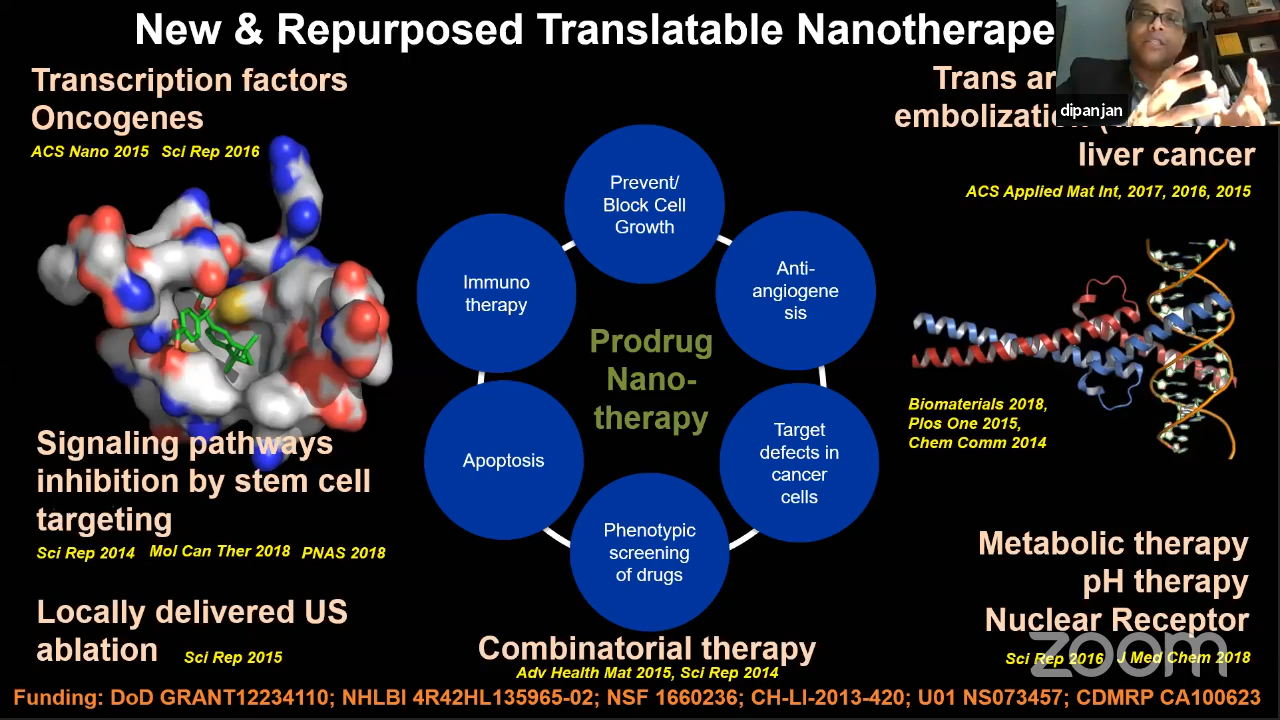 New & Repurposed Translatable Nanotherape
Transcription factors
Oncogenes
ACS Nano 2015 Sci Rep 2016
Trans ar
embolizatio
liver cancer
ACS Applied Mat Int, 2017, 2016, 2015
dipanjan
Prevent/
Block Cell
Growth
Immuno
therapy
Anti-
angiogene
sis
Prodrug
Nano-
therapy
Apoptosis
Target
defects in
cancer
cells
Phenotypic
screening
of drugs
Biomaterials 2018,
Plos One 2015,
Chem Comm 2014
Signaling pathways
inhibition by stem cell
targeting
Sci Rep 2014 Mol Can Ther 2018 PNAS 2018
Locally delivered US
ablation Sci Rep 2015
Combinatorial therapy
Adv Health Mat 2015, Sci Rep 2014
Metabolic therapy
pH therapy
Nuclear Receptor
Sci Rep 2016 J Med Chem 2018
zoom
Funding: DoD GRANT12234110; NHLBI 4R42HL135965-02; NSF 1660236; CH-LI-2013-420; U01 NS073457; CDMRP CA100623